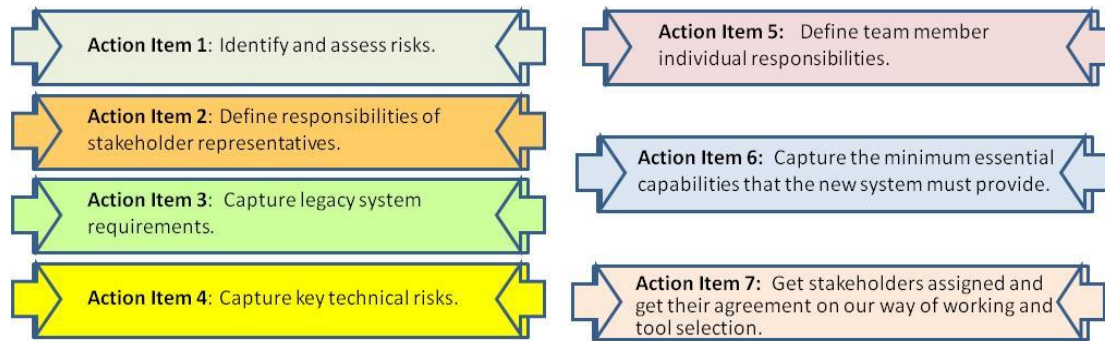 Action Item 1: Identify and assess risks.
Action Item 2: Define responsibilities of
stakeholder representatives.
Action Item 3: Capture legacy system
requirements.
Action Item 4: Capture key technical risks.
Action Item 5: Define team member
individual responsibilities.
Action Item 6: Capture the minimum essential
capabilities that the new system must provide.
Action Item 7: Get stakeholders assigned and
get their agreement on our way of working and
tool selection.